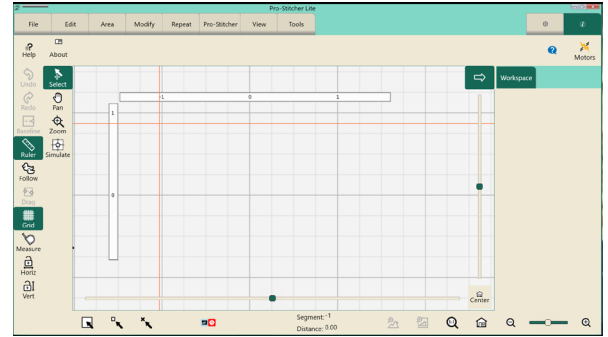 Pro-Stitcher Lite
File Edit Area Modify Repeat Pro-Stitcher View Tools
Help About Motors
Undo Select Workspace
Redo Pan
Baseline Zoom
Ruler Simulate
Follow
Drag
Grid
Measure
Horiz
Vert
-1 0 1
1
0
Center
Segment: -1
Distance: 0.00